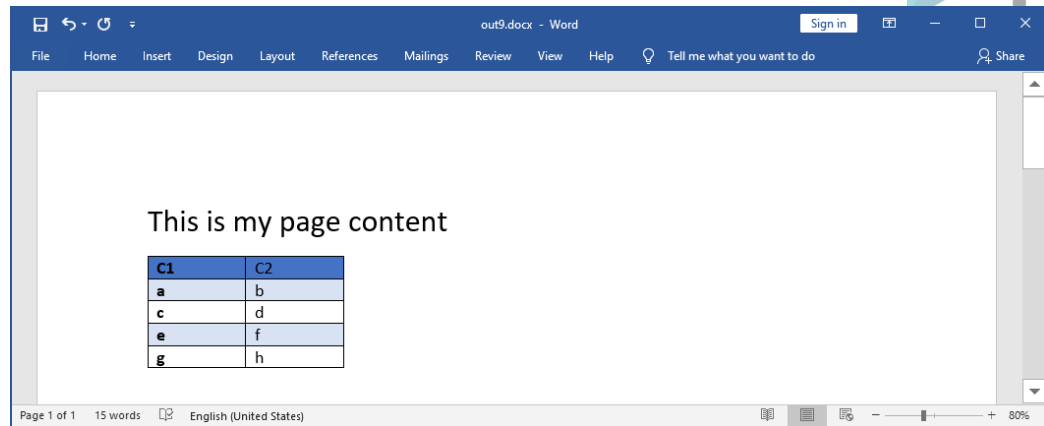 out9.docx - Word Sign in
File Home Insert Design Layout References Mailings Review View Help Tell me what you want to do Share
This is my page content
C1 C2
a b
c d
e f
g h
Page 1 of 1 15 words English (United States) 80%